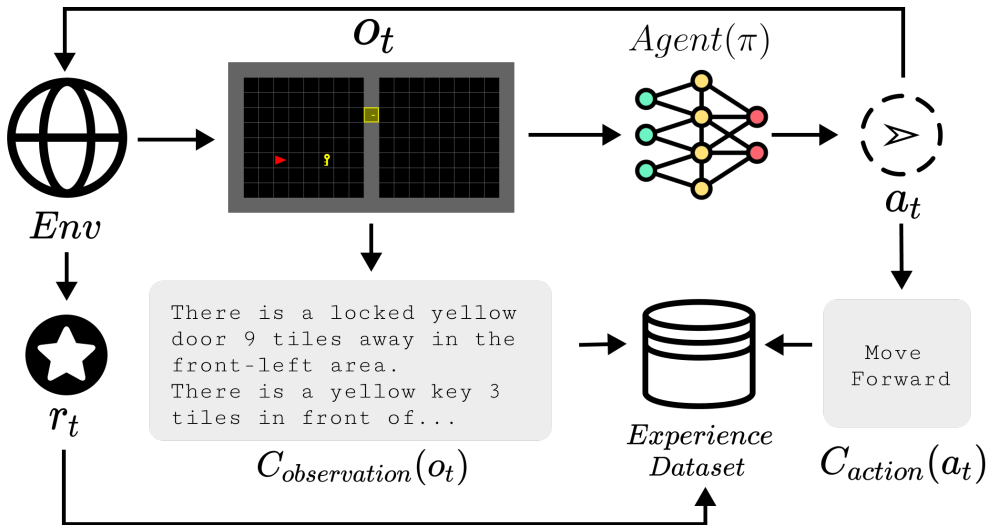 o_t
Agent(π)
Env
a_t
There is a locked yellow
door 9 tiles away in the
front-left area.
There is a yellow key 3
tiles in front of...
Move
Forward
r_t
C_observation(o_t)
Experience
Dataset
C_action(a_t)